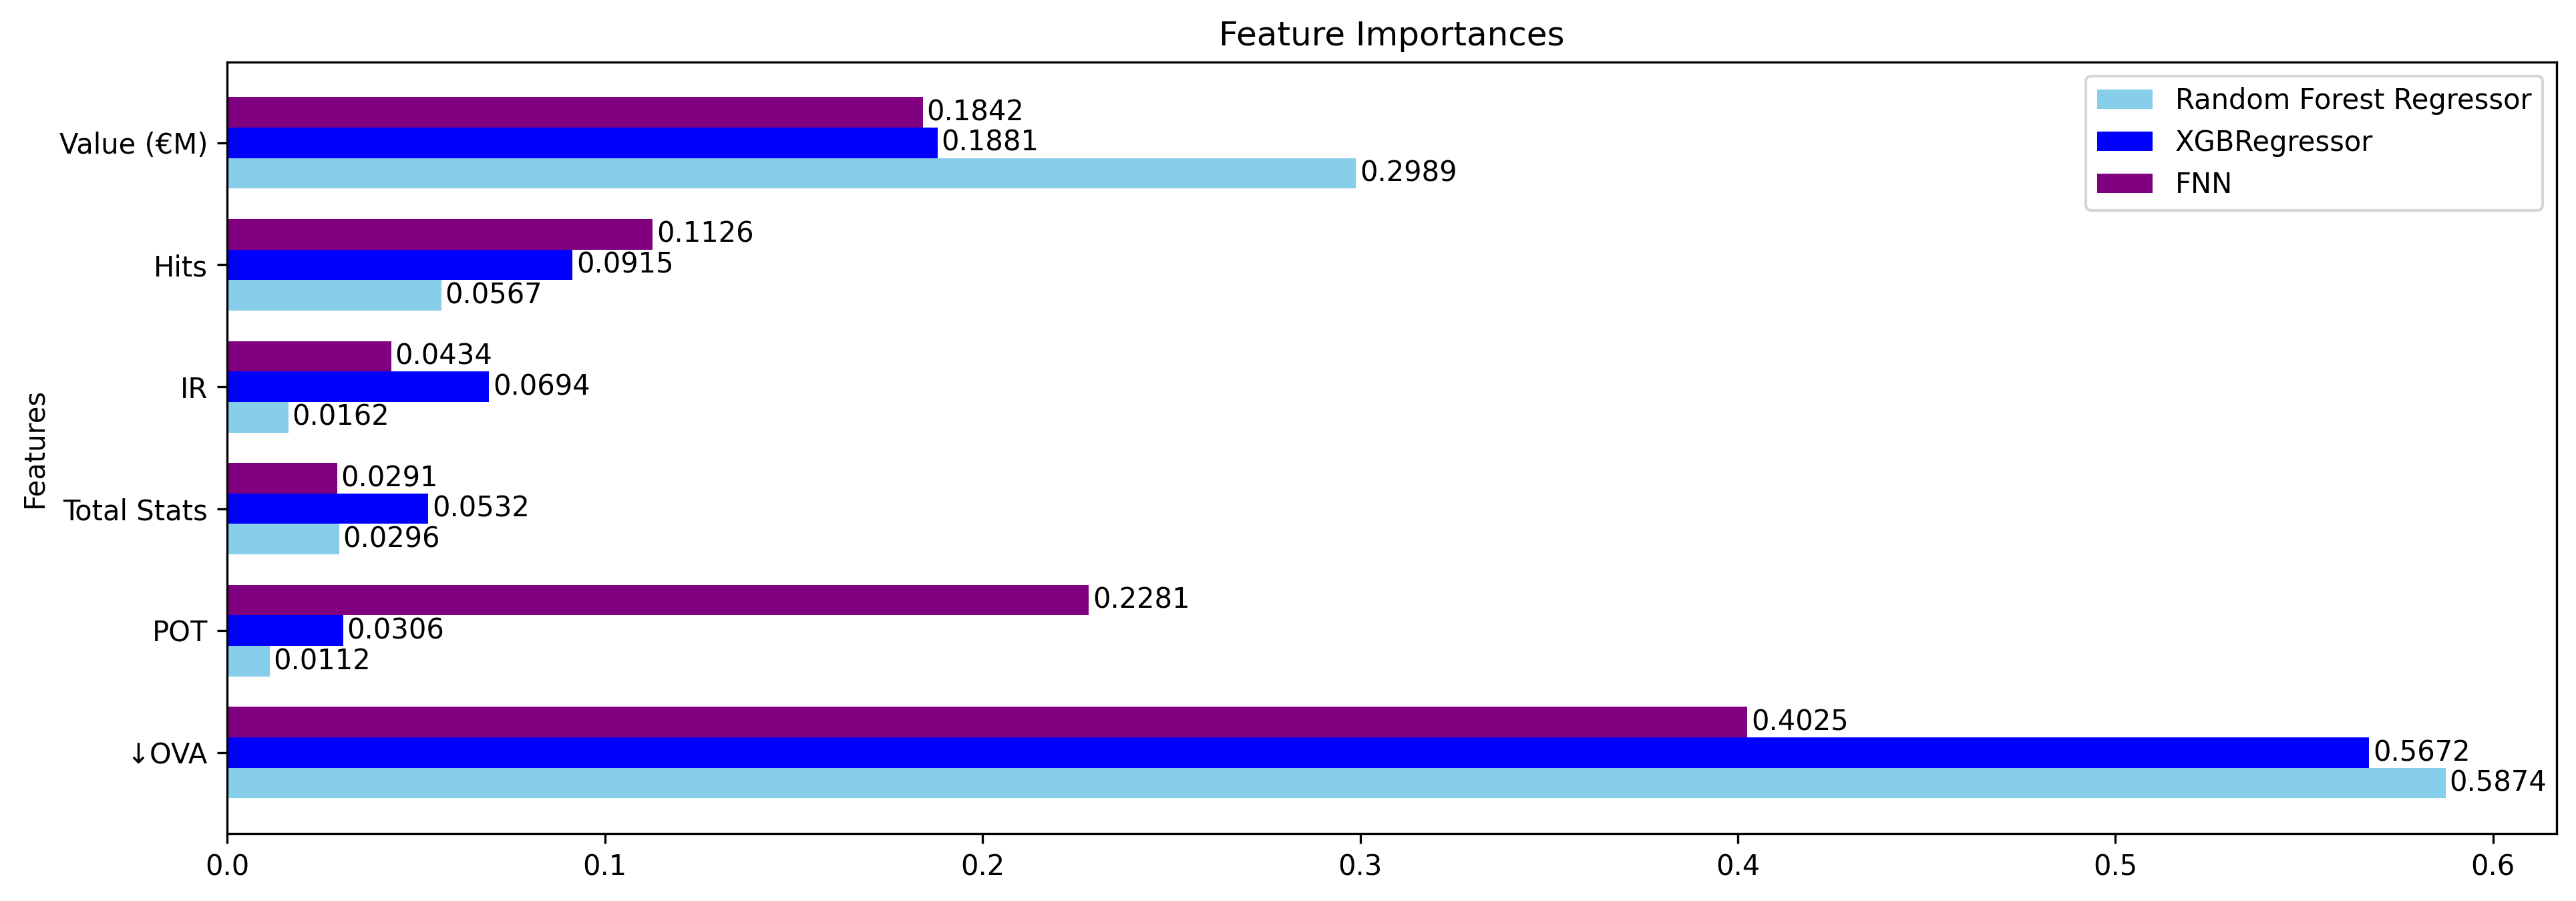 Feature Importances
Random Forest Regressor
XGBRegressor
FNN
Features
Value (€M)
0.1842
0.1881
0.2989
Hits
0.1126
0.0915
0.0567
IR
0.0434
0.0694
0.0162
Total Stats
0.0291
0.0532
0.0296
POT
0.2281
0.0306
0.0112
↓OVA
0.4025
0.5672
0.5874
0.0 0.1 0.2 0.3 0.4 0.5 0.6